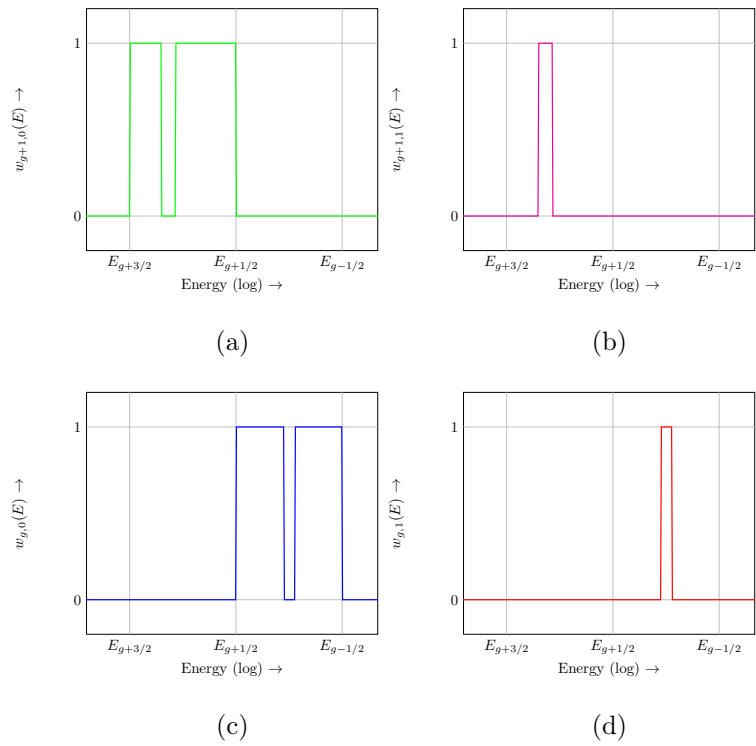 1
0
w_{g+1,0}(E) →
E_{g+3/2} E_{g+1/2} E_{g-1/2}
Energy (log) →
(a)
1
0
w_{g+1,1}(E) →
E_{g+3/2} E_{g+1/2} E_{g-1/2}
Energy (log) →
(b)
1
0
w_{g,0}(E) →
E_{g+3/2} E_{g+1/2} E_{g-1/2}
Energy (log) →
(c)
1
0
w_{g,1}(E) →
E_{g+3/2} E_{g+1/2} E_{g-1/2}
Energy (log) →
(d)